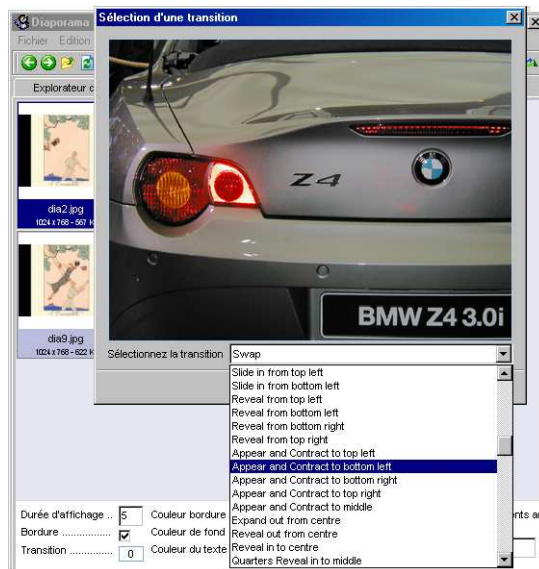 Diaporama
Sélection d'une transition
Fichier Edition
Explorateur
Z4
BMW Z4 3.0i
dia2.jpg
1024 x 768 - 567 K
dia9.jpg
1024 x 768 - 622 K
Sélectionnez la transition Swap
Slide in from top left
Slide in from bottom left
Reveal from top left
Reveal from bottom left
Reveal from bottom right
Reveal from top right
Appear and Contract to top left
Appear and Contract to bottom left
Appear and Contract to bottom right
Appear and Contract to top right
Appear and Contract to middle
Expand out from centre
Reveal out from centre
Reveal in to centre
Quarters Reveal in to middle
Durée d'affichage .. 5 Couleur bordure
Bordure ................. Couleur de fond
Transition .............. 0 Couleur du texte